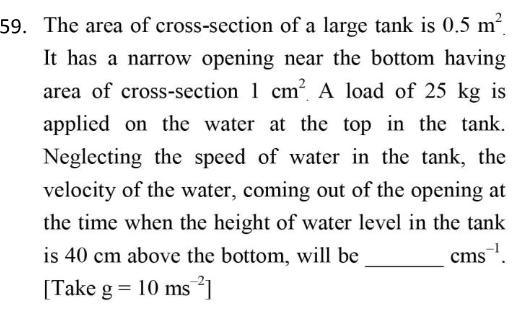 59. The area of cross-section of a large tank is 0.5 m².
It has a narrow opening near the bottom having
area of cross-section 1 cm². A load of 25 kg is
applied on the water at the top in the tank.
Neglecting the speed of water in the tank, the
velocity of the water, coming out of the opening at
the time when the height of water level in the tank
is 40 cm above the bottom, will be _______ cms⁻¹.
[Take g = 10 ms⁻²]